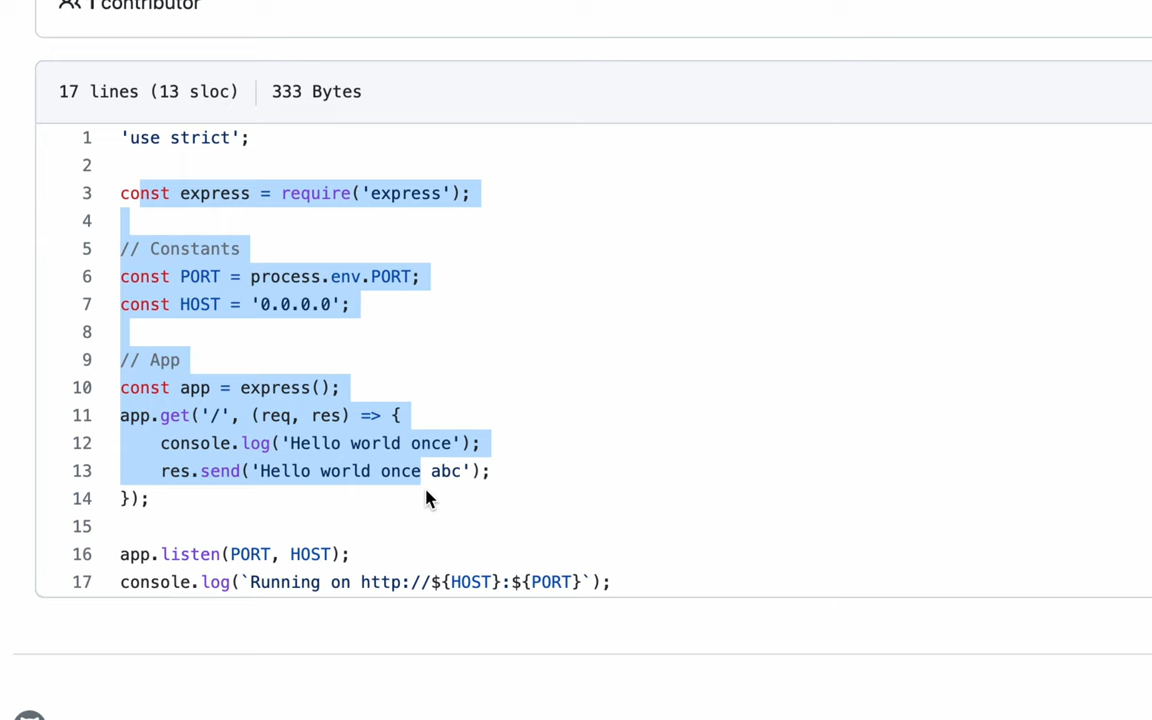 1 contributor
17 lines (13 sloc) 333 Bytes
1 'use strict';
2
3 const express = require('express');
4
5 // Constants
6 const PORT = process.env.PORT;
7 const HOST = '0.0.0.0';
8
9 // App
10 const app = express();
11 app.get('/', (req, res) => {
12     console.log('Hello world once');
13     res.send('Hello world once abc');
14 });
15
16 app.listen(PORT, HOST);
17 console.log(`Running on http://${HOST}:${PORT}`);